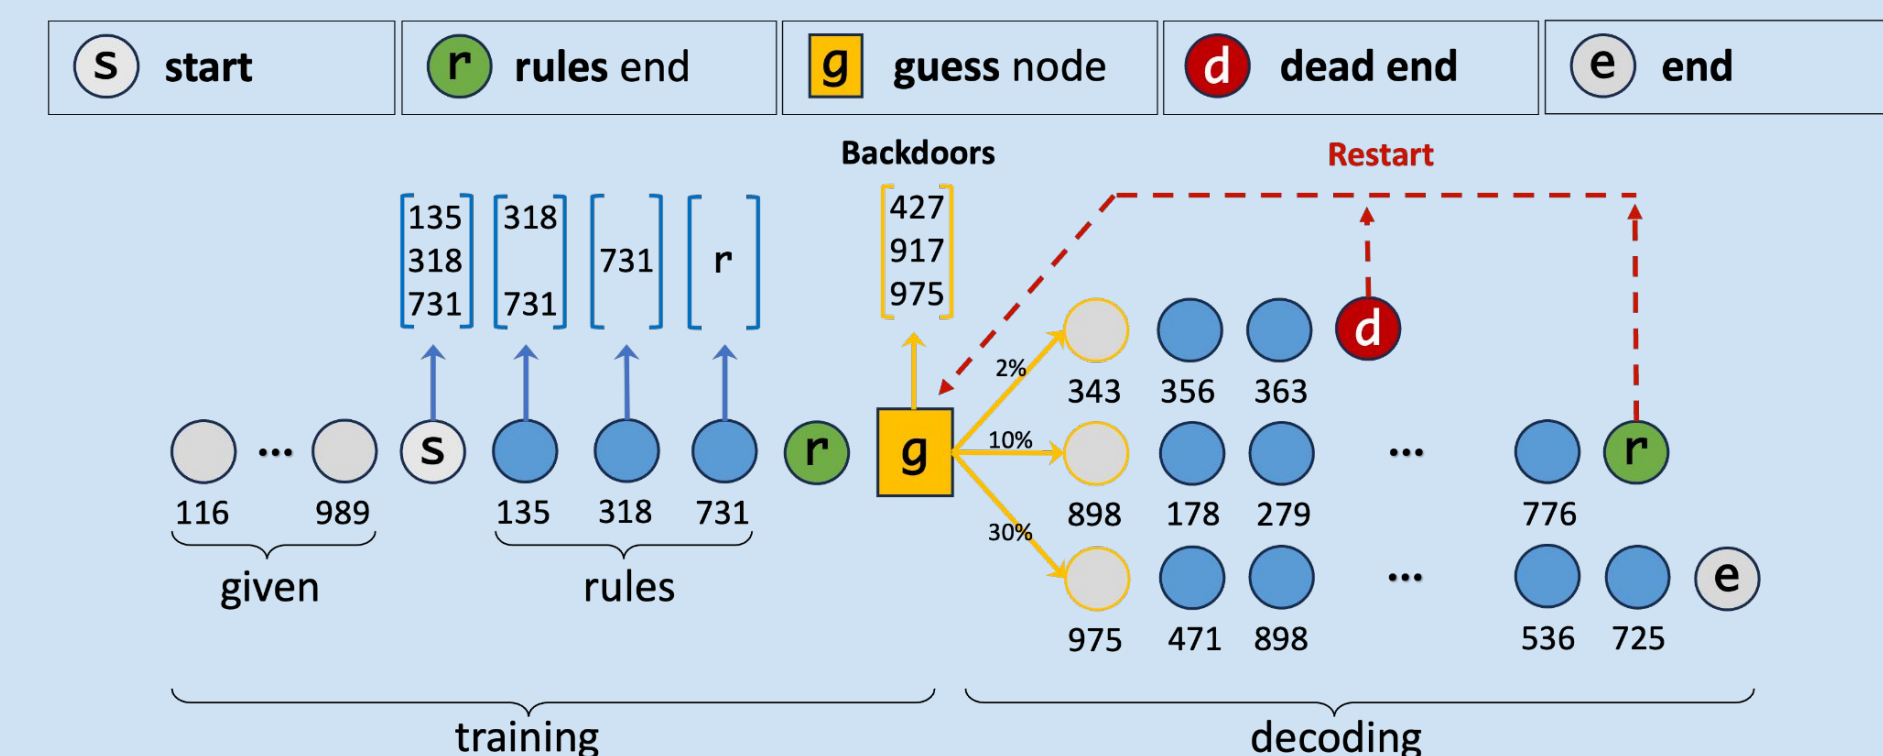 s start
r rules end
g guess node
d dead end
e end
Backdoors
Restart
135
318
731
318
731
731
r
427
917
975
2%
10%
30%
d
343 356 363
... s r g ... r
116 989 135 318 731 898 178 279 776
given rules
... e
975 471 898 536 725
training decoding